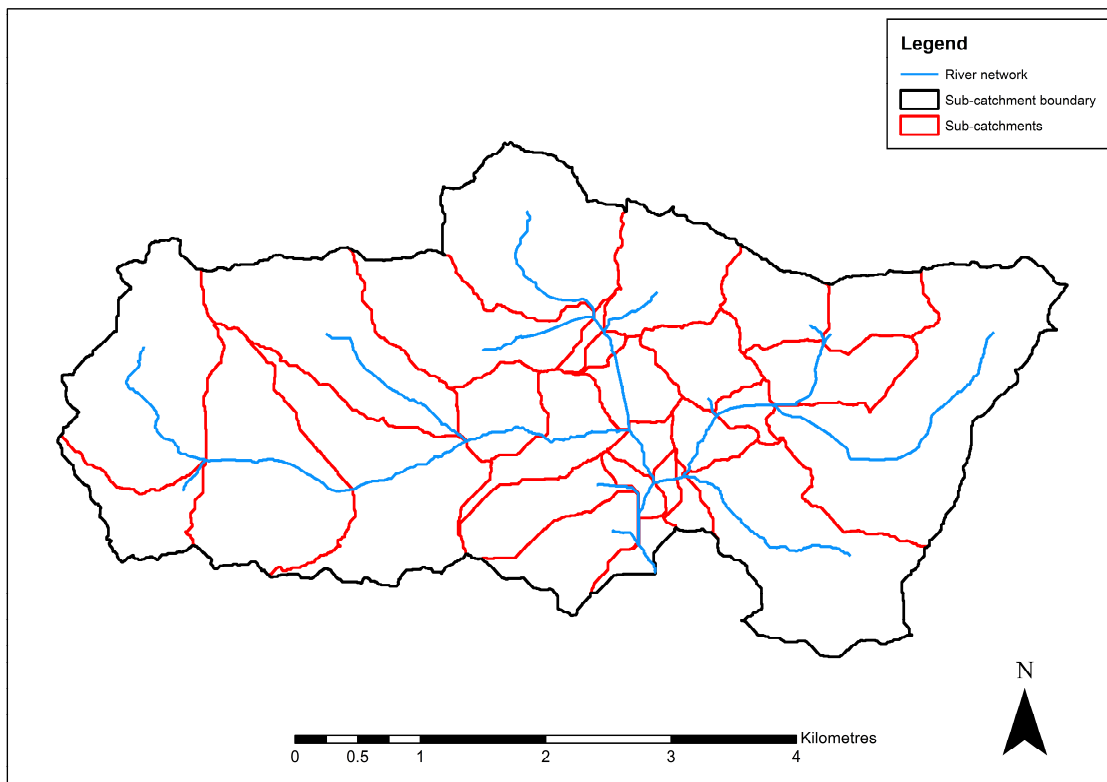 Legend
River network
Sub-catchment boundary
Sub-catchments
N
Kilometres
0 0.5 1 2 3 4